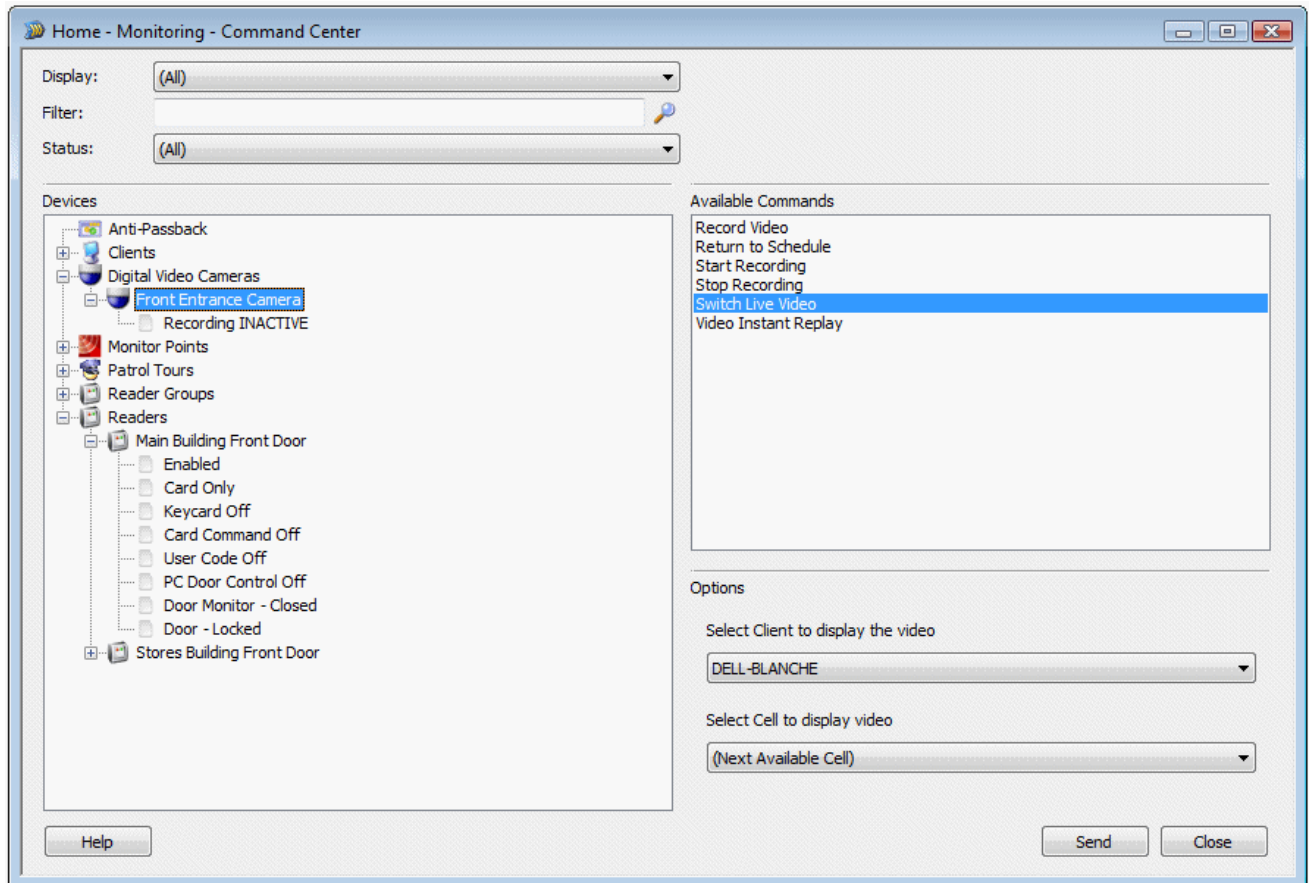 Home - Monitoring - Command Center
Display:
(All)
Filter:
Status:
(All)
Devices
Anti-Passback
Clients
Digital Video Cameras
Front Entrance Camera
Recording INACTIVE
Monitor Points
Patrol Tours
Reader Groups
Readers
Main Building Front Door
Enabled
Card Only
Keycard Off
Card Command Off
User Code Off
PC Door Control Off
Door Monitor - Closed
Door - Locked
Stores Building Front Door
Available Commands
Record Video
Return to Schedule
Start Recording
Stop Recording
Switch Live Video
Video Instant Replay
Options
Select Client to display the video
DELL-BLANCHE
Select Cell to display video
(Next Available Cell)
Help
Send
Close